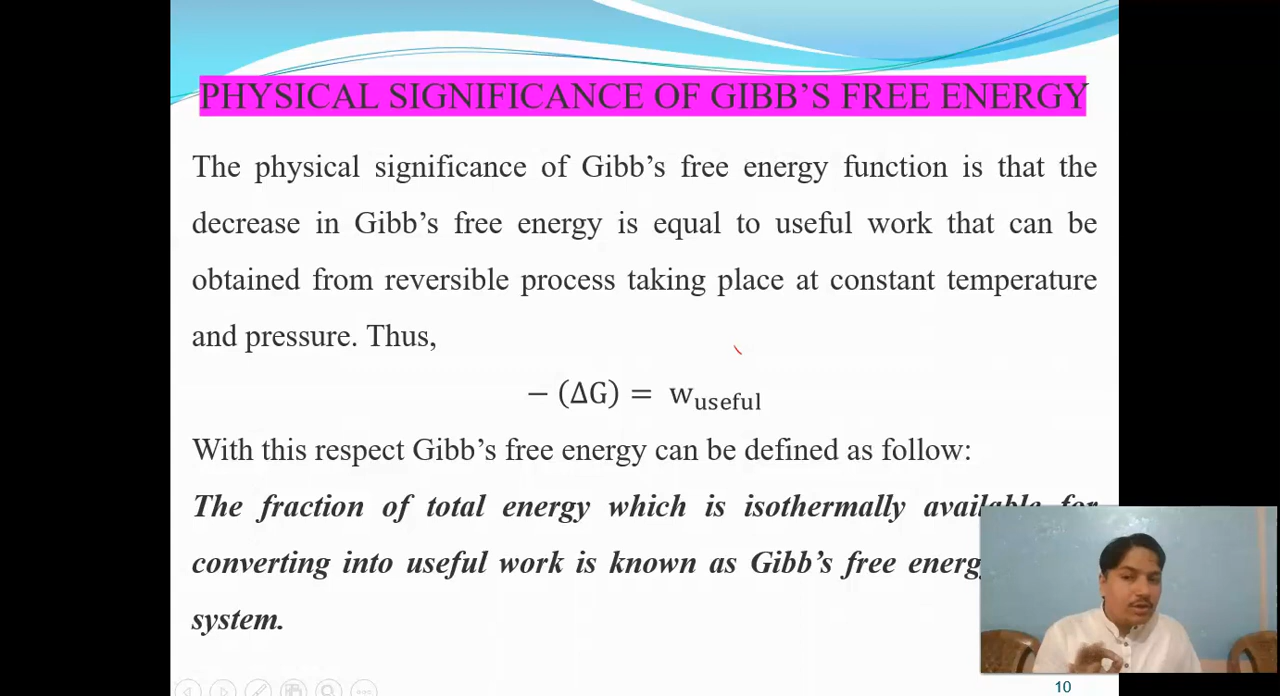 PHYSICAL SIGNIFICANCE OF GIBB’S FREE ENERGY
The physical significance of Gibb’s free energy function is that the
decrease in Gibb’s free energy is equal to useful work that can be
obtained from reversible process taking place at constant temperature
and pressure. Thus,
− (ΔG) = w_useful
With this respect Gibb’s free energy can be defined as follow:
The fraction of total energy which is isothermally available for
converting into useful work is known as Gibb’s free energy
system.
10